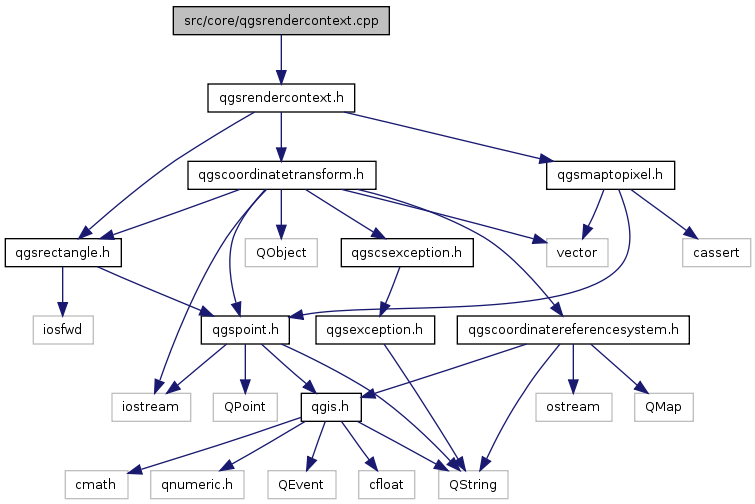 src/core/qgsrendercontext.cpp
qgsrendercontext.h
qgscoordinatetransform.h
qgsmaptopixel.h
qgsrectangle.h
QObject
qgscsexception.h
vector
cassert
iosfwd
qgspoint.h
qgsexception.h
qgscoordinatereferencesystem.h
iostream
QPoint
qgis.h
ostream
QMap
cmath
qnumeric.h
QEvent
cfloat
QString